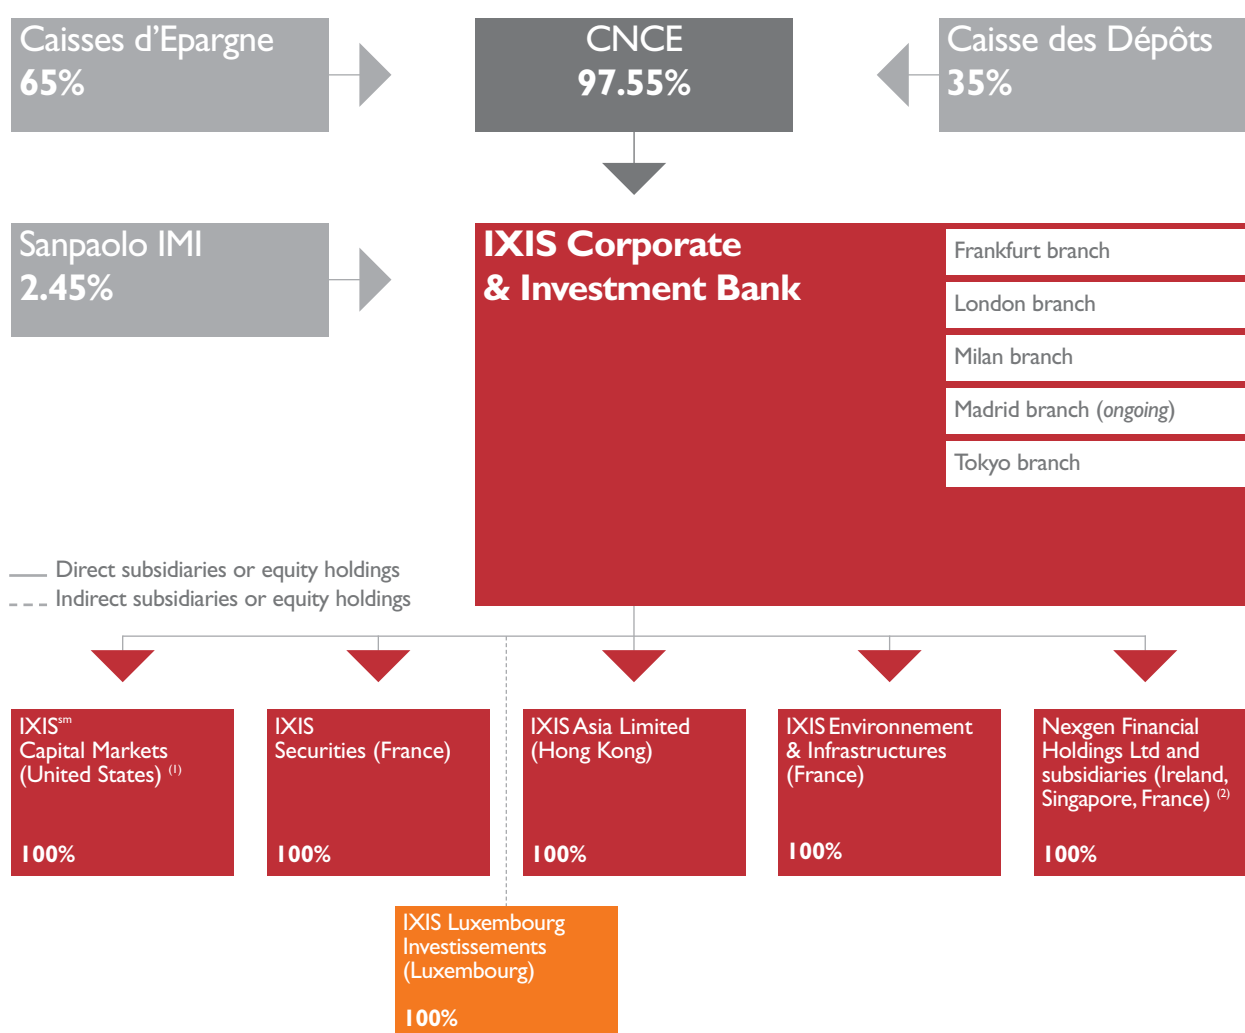 Caisses d'Epargne
65%
CNCE
97.55%
Caisse des Dépôts
35%
Sanpaolo IMI
2.45%
IXIS Corporate
& Investment Bank
Frankfurt branch
London branch
Milan branch
Madrid branch (ongoing)
Tokyo branch
Direct subsidiaries or equity holdings
Indirect subsidiaries or equity holdings
IXISsm
Capital Markets
(United States) (1)
100%
IXIS
Securities (France)
100%
IXIS Asia Limited
(Hong Kong)
100%
IXIS Environnement
& Infrastructures
(France)
100%
Nexgen Financial
Holdings Ltd and
subsidiaries (Ireland,
Singapore, France) (2)
100%
IXIS Luxembourg
Investissements
(Luxembourg)
100%